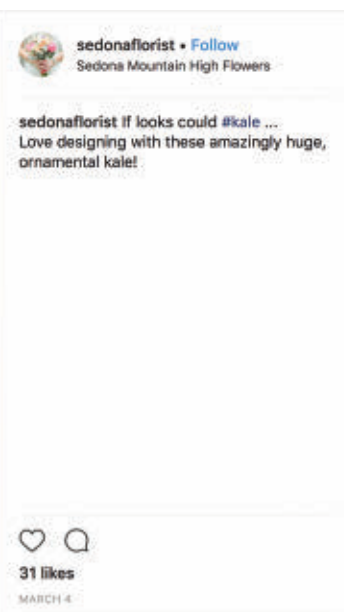 sedonaflorist • Follow
Sedona Mountain High Flowers
sedonaflorist If looks could #kale ...
Love designing with these amazingly huge,
ornamental kale!
31 likes
MARCH 4